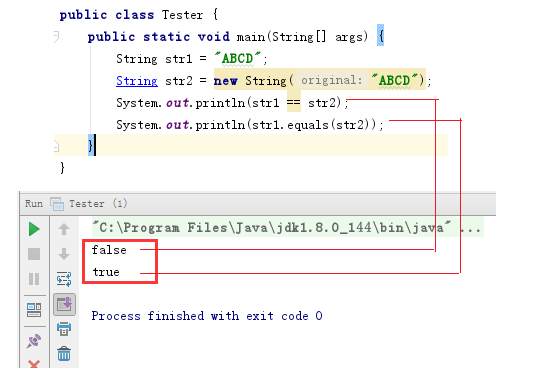 public class Tester {
public static void main(String[] args) {
String str1 = "ABCD";
String str2 = new String( original: "ABCD");
System.out.println(str1 == str2);
System.out.println(str1.equals(str2));
}
}
Run Tester (1)
"C:\Program Files\Java\jdk1.8.0_144\bin\java" ...
false
true
Process finished with exit code 0